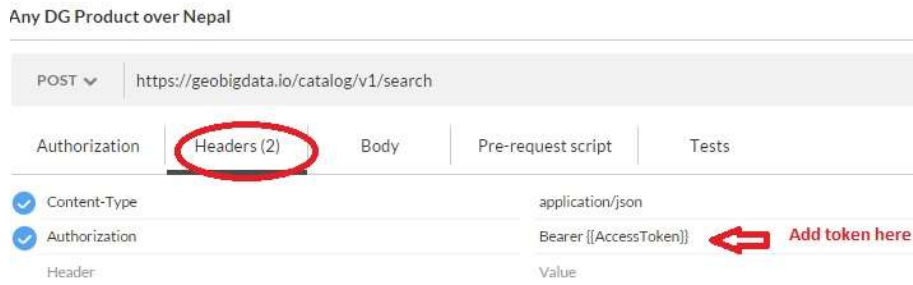 Any DG Product over Nepal
POST https://geobigdata.io/catalog/v1/search
Authorization Headers (2) Body Pre-request script Tests
Content-Type application/json
Authorization Bearer {{AccessToken}} Add token here
Header Value